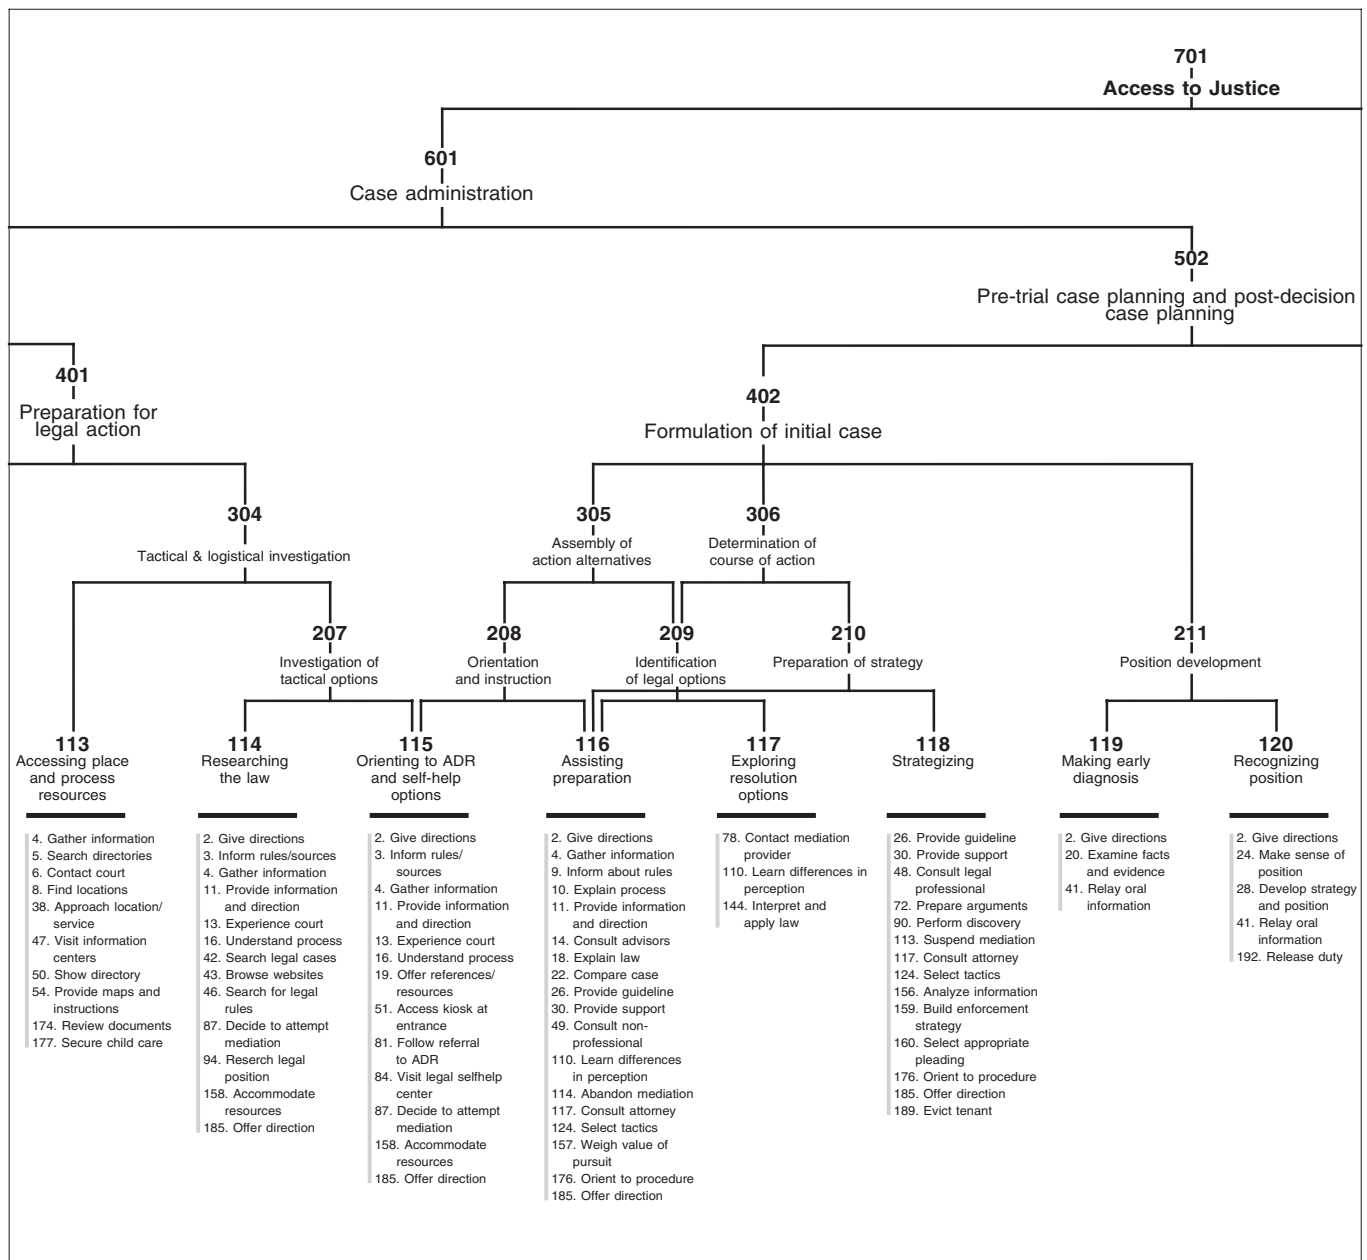 701
Access to Justice
601
Case administration
502
Pre-trial case planning and post-decision
case planning
401
Preparation for
legal action
402
Formulation of initial case
304
Tactical & logistical investigation
305
Assembly of
action alternatives
306
Determination of
course of action
207
Investigation of
tactical options
208
Orientation
and instruction
209
Identification
of legal options
210
Preparation of strategy
211
Position development
113
Accessing place
and process
resources
4. Gather information
5. Search directories
6. Contact court
8. Find locations
38. Approach location/
service
47. Visit information
centers
50. Show directory
54. Provide maps and
instructions
174. Review documents
177. Secure child care
114
Researching
the law
2. Give directions
3. Inform rules/sources
4. Gather information
11. Provide information
and direction
13. Experience court
16. Understand process
42. Search legal cases
43. Browse websites
46. Search for legal
rules
87. Decide to attempt
mediation
94. Reserch legal
position
158. Accommodate
resources
185. Offer direction
115
Orienting to ADR
and self-help
options
2. Give directions
3. Inform rules/
sources
4. Gather information
11. Provide information
and direction
13. Experience court
16. Understand process
19. Offer references/
resources
51. Access kiosk at
entrance
81. Follow referral
to ADR
84. Visit legal selfhelp
center
87. Decide to attempt
mediation
158. Accommodate
resources
185. Offer direction
116
Assisting
preparation
2. Give directions
4. Gather information
9. Inform about rules
10. Explain process
11. Provide information
and direction
14. Consult advisors
18. Explain law
22. Compare case
26. Provide guideline
30. Provide support
49. Consult non-
professional
110. Learn differences
in perception
114. Abandon mediation
117. Consult attorney
124. Select tactics
157. Weigh value of
pursuit
176. Orient to procedure
185. Offer direction
117
Exploring
resolution
options
78. Contact mediation
provider
110. Learn differences in
perception
144. Interpret and
apply law
118
Strategizing
26. Provide guideline
30. Provide support
48. Consult legal
professional
72. Prepare arguments
90. Perform discovery
113. Suspend mediation
117. Consult attorney
124. Select tactics
156. Analyze information
159. Build enforcement
strategy
160. Select appropriate
pleading
176. Orient to procedure
185. Offer direction
189. Evict tenant
119
Making early
diagnosis
2. Give directions
20. Examine facts
and evidence
41. Relay oral
information
120
Recognizing
position
2. Give directions
24. Make sense of
position
28. Develop strategy
and position
41. Relay oral
information
192. Release duty